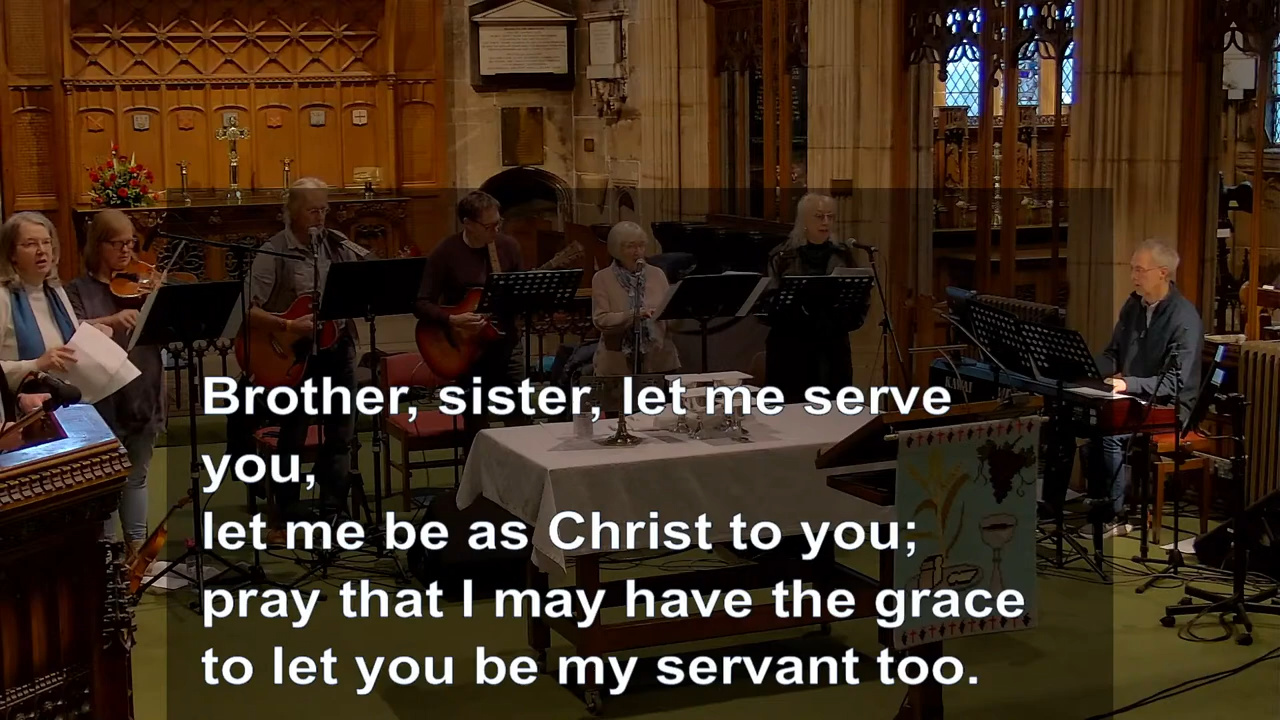 Brother, sister, let me serve
you,
let me be as Christ to you;
pray that I may have the grace
to let you be my servant too.
KAWAI